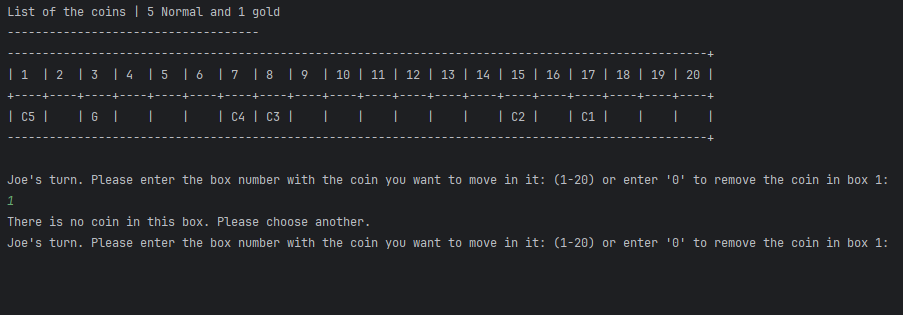 List of the coins | 5 Normal and 1 gold
------------------------------------
----------------------------------------------------------------------------------------------------+
| 1  | 2  | 3  | 4  | 5  | 6  | 7  | 8  | 9  | 10 | 11 | 12 | 13 | 14 | 15 | 16 | 17 | 18 | 19 | 20 |
+----+----+----+----+----+----+----+----+----+----+----+----+----+----+----+----+----+----+----+----+
| C5 |    | G  |    |    |    | C4 | C3 |    |    |    |    |    |    | C2 |    | C1 |    |    |    |
----------------------------------------------------------------------------------------------------+
Joe's turn. Please enter the box number with the coin you want to move in it: (1-20) or enter '0' to remove the coin in box 1:
1
There is no coin in this box. Please choose another.
Joe's turn. Please enter the box number with the coin you want to move in it: (1-20) or enter '0' to remove the coin in box 1: